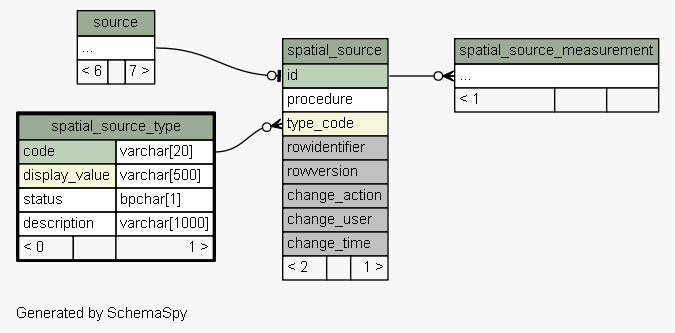 source
...
< 6 7 >
spatial_source
id
procedure
type_code
rowidentifier
rowversion
change_action
change_user
change_time
< 2 1 >
spatial_source_measurement
...
< 1
spatial_source_type
code varchar[20]
display_value varchar[500]
status bpchar[1]
description varchar[1000]
< 0 1 >
Generated by SchemaSpy